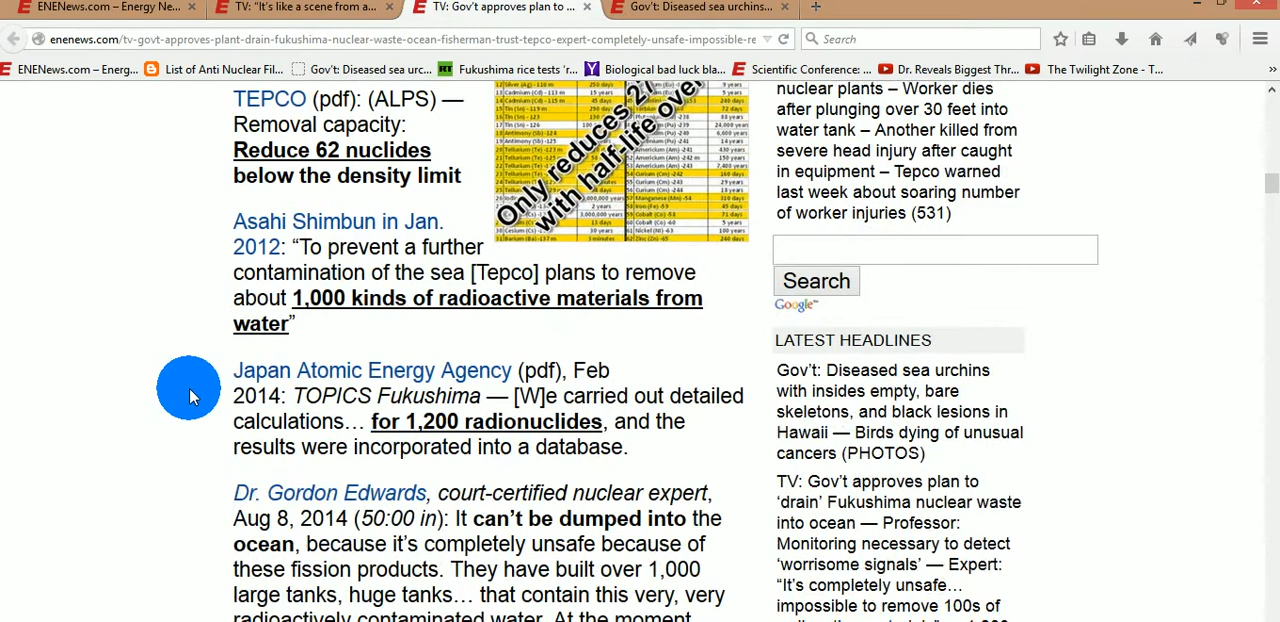 ENENews.com – Energy Ne...
TV: “It's like a scene from a...
TV: Gov't approves plan to ...
Gov't: Diseased sea urchins...
enenews.com/tv-govt-approves-plant-drain-fukushima-nuclear-waste-ocean-fisherman-trust-tepco-expert-completely-unsafe-impossible-re
Search
ENENews.com – Energ...
List of Anti Nuclear Fil...
Gov't: Diseased sea urc...
Fukushima rice tests 'r...
Biological bad luck bla...
Scientific Conference: ...
Dr. Reveals Biggest Thr...
The Twilight Zone - T...
TEPCO (pdf): (ALPS) —
Removal capacity:
Reduce 62 nuclides
below the density limit
Only reduces 2
with half-life over
Asahi Shimbun in Jan.
2012: “To prevent a further
contamination of the sea [Tepco] plans to remove
about 1,000 kinds of radioactive materials from
water”
Japan Atomic Energy Agency (pdf), Feb
2014: TOPICS Fukushima — [W]e carried out detailed
calculations… for 1,200 radionuclides, and the
results were incorporated into a database.
Dr. Gordon Edwards, court-certified nuclear expert,
Aug 8, 2014 (50:00 in): It can't be dumped into the
ocean, because it's completely unsafe because of
these fission products. They have built over 1,000
large tanks, huge tanks… that contain this very, very
radioactively contaminated water. At the moment
nuclear plants – Worker dies
after plunging over 30 feet into
water tank – Another killed from
severe head injury after caught
in equipment – Tepco warned
last week about soaring number
of worker injuries (531)
Search
Google™
LATEST HEADLINES
Gov't: Diseased sea urchins
with insides empty, bare
skeletons, and black lesions in
Hawaii — Birds dying of unusual
cancers (PHOTOS)
TV: Gov't approves plan to
‘drain’ Fukushima nuclear waste
into ocean — Professor:
Monitoring necessary to detect
‘worrisome signals’ — Expert:
“It's completely unsafe…
impossible to remove 100s of